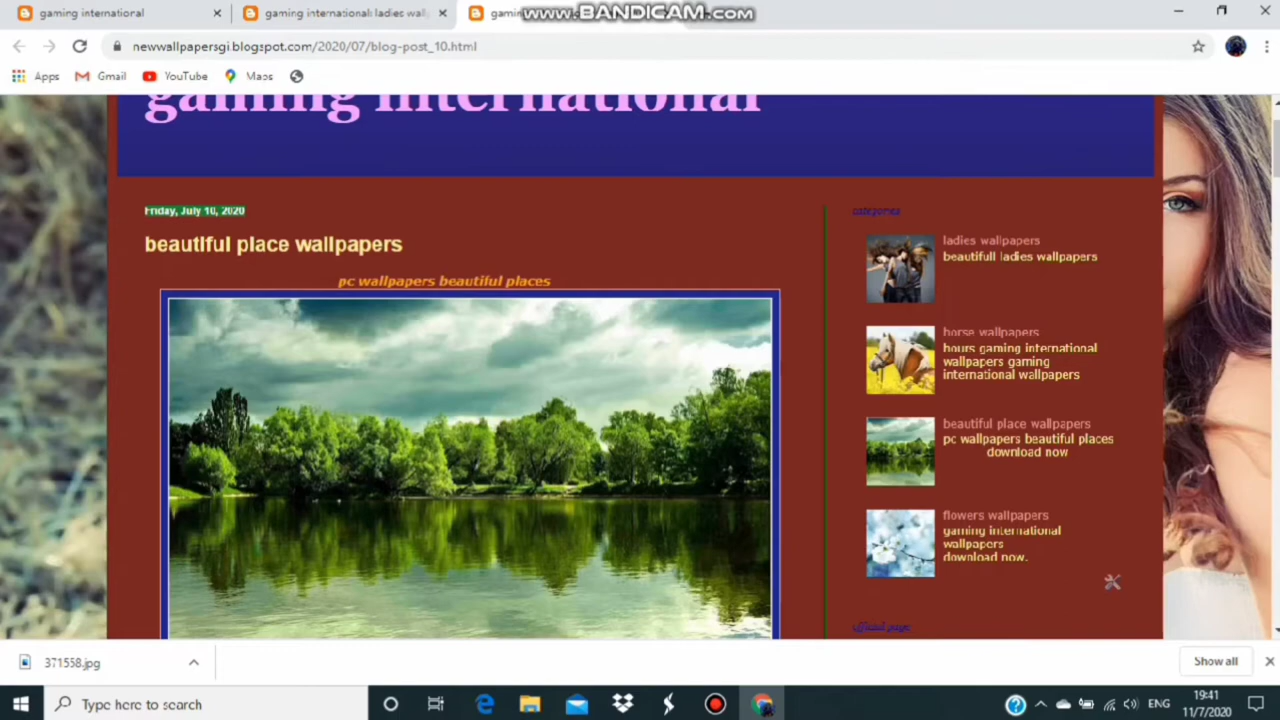 gaming international
gaming international: ladies wall
gamin
www.BANDICAM.com
newwallpapersgi.blogspot.com/2020/07/blog-post_10.html
Apps
Gmail
YouTube
Maps
gaming international
Friday, July 10, 2020
beautiful place wallpapers
pc wallpapers beautiful places
categories
ladies wallpapers
beautifull ladies wallpapers
horse wallpapers
hours gaming international
wallpapers gaming
international wallpapers
beautiful place wallpapers
pc wallpapers beautiful places
download now
flowers wallpapers
gaming international
wallpapers
download now.
official page
371558.jpg
Show all
Type here to search
ENG
19:41
11/7/2020